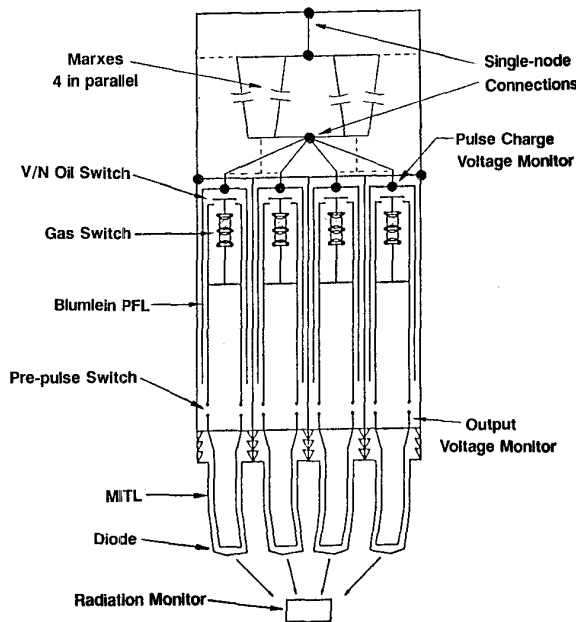 Marxes
4 in parallel
Single-node
Connections
Pulse Charge
Voltage Monitor
V/N Oil Switch
Gas Switch
Blumlein PFL
Pre-pulse Switch
Output
Voltage Monitor
MITL
Diode
Radiation Monitor